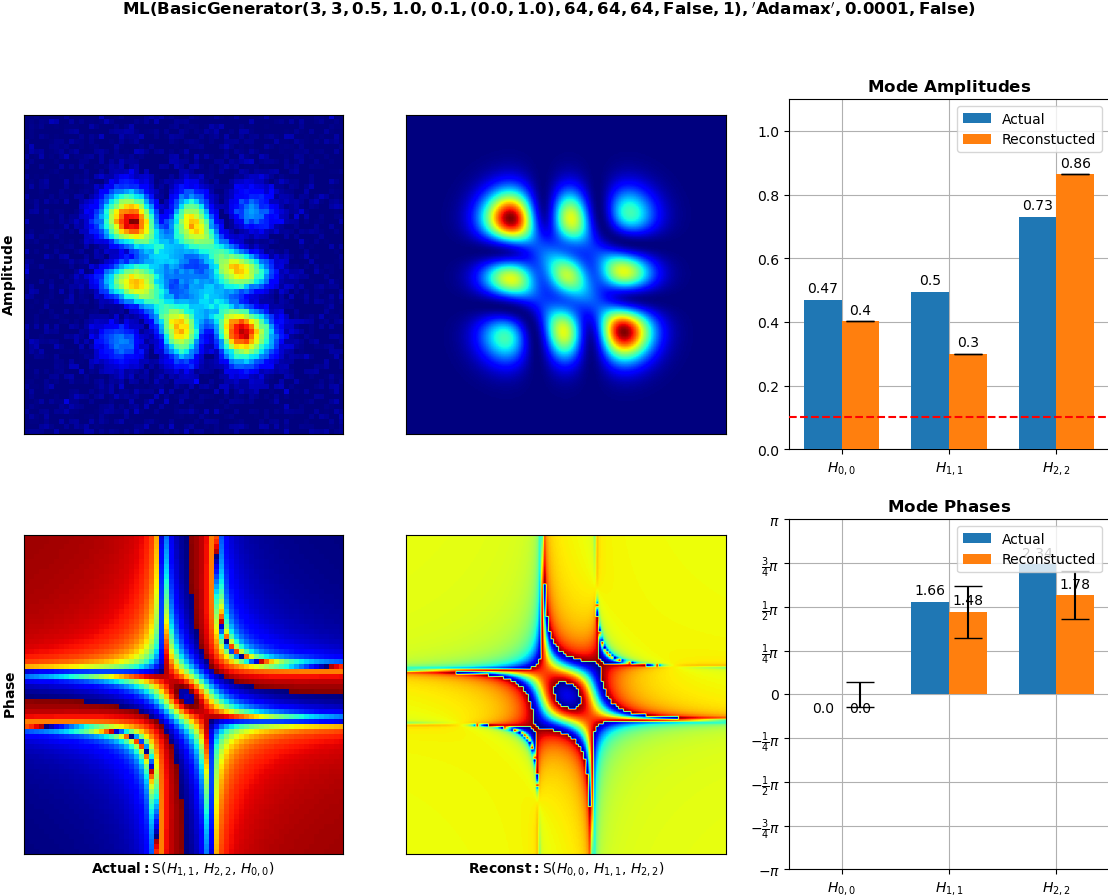 ML(BasicGenerator(3, 3, 0.5, 1.0, 0.1, (0.0, 1.0), 64, 64, 64, False, 1), ′Adamax′, 0.0001, False)
Amplitude
Mode Amplitudes
Actual
Reconstucted
1.0
0.8
0.6
0.4
0.2
0.0
0.47
0.4
0.5
0.3
0.73
0.86
H0,0
H1,1
H2,2
Phase
Actual: S(H1,1, H2,2, H0,0)
Reconst: S(H0,0, H1,1, H2,2)
Mode Phases
Actual
Reconstucted
π
3/4π
1/2π
1/4π
0
−1/4π
−1/2π
−3/4π
−π
0.0
0.0
1.66
1.48
2.34
1.78
H0,0
H1,1
H2,2